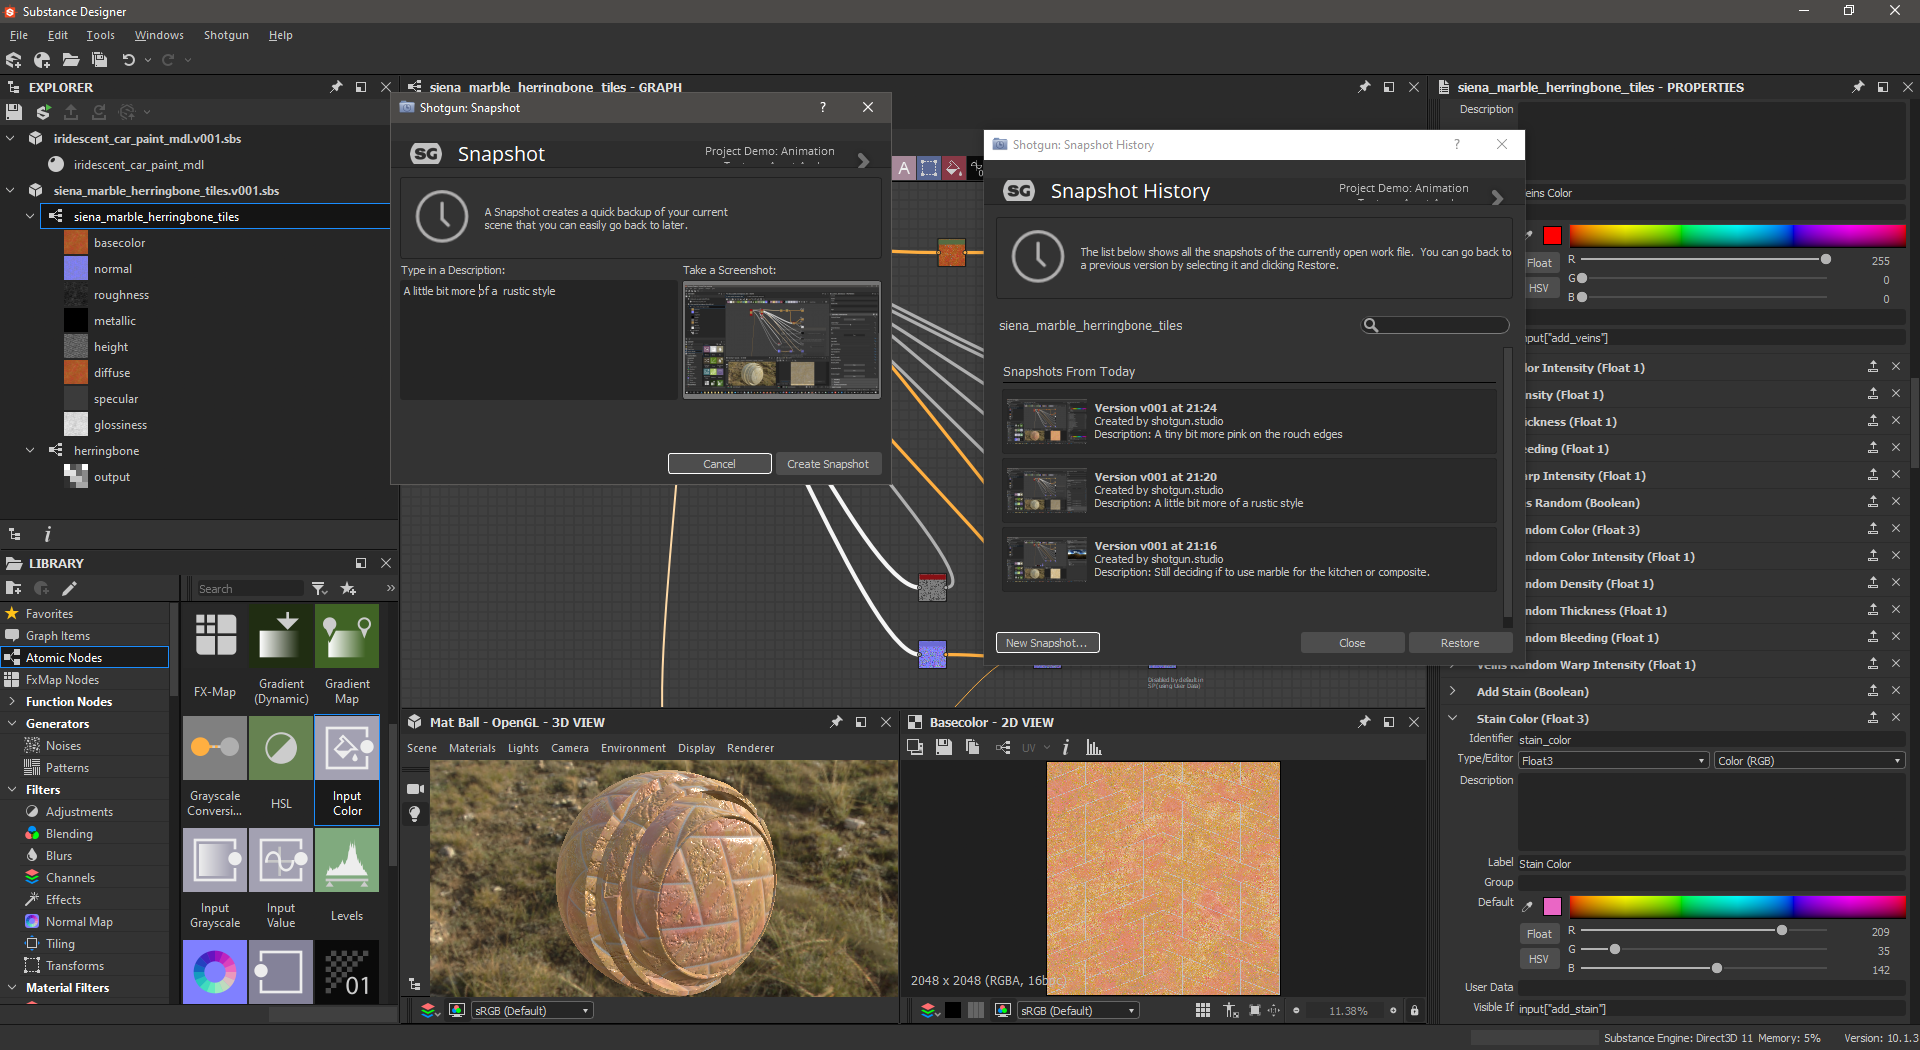 Substance Designer
File Edit Tools Windows Shotgun Help
EXPLORER
iridescent_car_paint_mdl.v001.sbs
iridescent_car_paint_mdl
siena_marble_herringbone_tiles.v001.sbs
siena_marble_herringbone_tiles
basecolor
normal
roughness
metallic
height
diffuse
specular
glossiness
herringbone
output
LIBRARY
Search
Favorites
Graph Items
Atomic Nodes
FxMap Nodes
Function Nodes
Generators
Noises
Patterns
Filters
Adjustments
Blending
Blurs
Channels
Effects
Normal Map
Tiling
Transforms
Material Filters
FX-Map
Gradient (Dynamic)
Gradient Map
Grayscale Conversi...
HSL
Input Color
Input Grayscale
Input Value
Levels
01
siena_marble_herringbone_tiles - GRAPH
Shotgun: Snapshot
?
SG Snapshot
Project Demo: Animation
A Snapshot creates a quick backup of your current
scene that you can easily go back to later.
Type in a Description:
Take a Screenshot:
A little bit more of a  rustic style
Cancel
Create Snapshot
A
Shotgun: Snapshot History
?
SG Snapshot History
Project Demo: Animation
The list below shows all the snapshots of the currently open work file.  You can go back to
a previous version by selecting it and clicking Restore.
siena_marble_herringbone_tiles
Snapshots From Today
Version v001 at 21:24
Created by shotgun.studio
Description: A tiny bit more pink on the rouch edges
Version v001 at 21:20
Created by shotgun.studio
Description: A little bit more of a rustic style
Version v001 at 21:16
Created by shotgun.studio
Description: Still deciding if to use marble for the kitchen or composite.
New Snapshot...
Close
Restore
Disabled by default in
SP(using User Data)
Mat Ball - OpenGL - 3D VIEW
Scene Materials Lights Camera Environment Display Renderer
sRGB (Default)
Basecolor - 2D VIEW
UV
2048 x 2048 (RGBA, 16bpc)
sRGB (Default)
11.38%
siena_marble_herringbone_tiles - PROPERTIES
Description
eins Color
Float
HSV
R 255
G 0
B 0
nput["add_veins"]
lor Intensity (Float 1)
nsity (Float 1)
ickness (Float 1)
eeding (Float 1)
arp Intensity (Float 1)
s Random (Boolean)
ndom Color (Float 3)
ndom Color Intensity (Float 1)
ndom Density (Float 1)
ndom Thickness (Float 1)
ndom Bleeding (Float 1)
Veins Random Warp Intensity (Float 1)
Add Stain (Boolean)
Stain Color (Float 3)
Identifier stain_color
Type/Editor Float3 Color (RGB)
Description
Label Stain Color
Group
Default
Float
HSV
R 209
G 35
B 142
User Data
Visible If input["add_stain"]
Substance Engine: Direct3D 11 Memory: 5% Version: 10.1.3